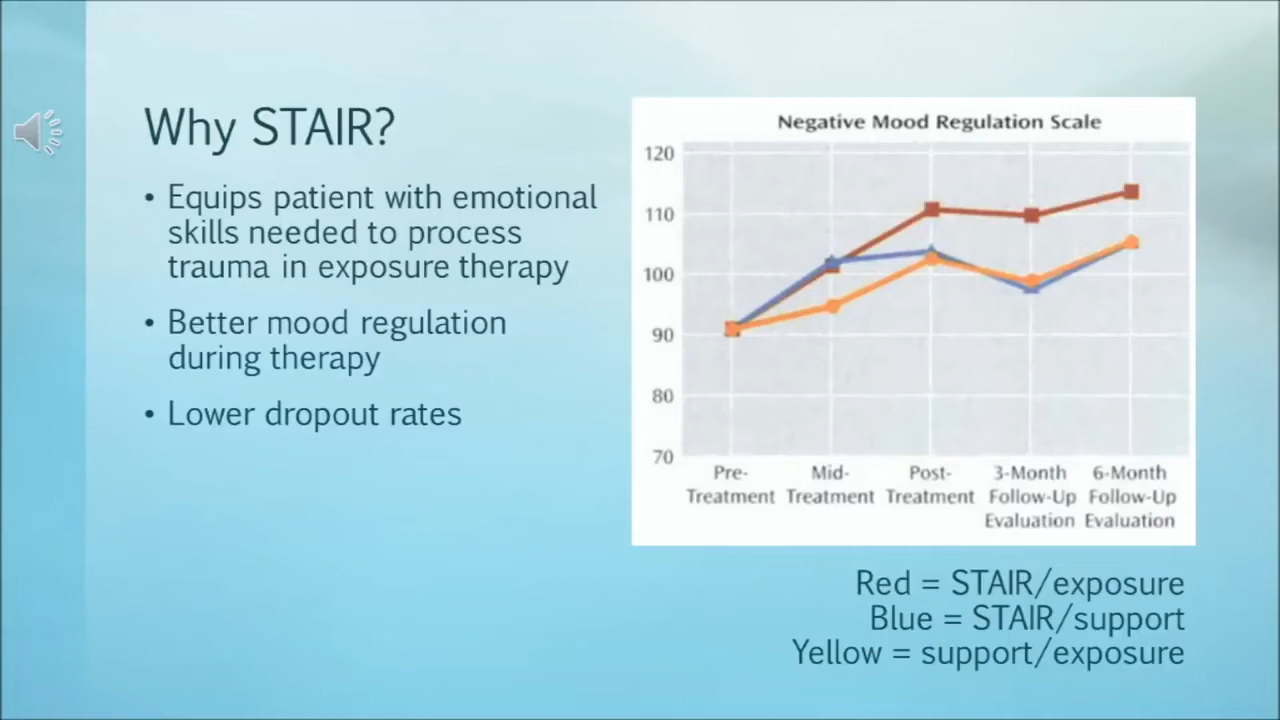 Why STAIR?
• Equips patient with emotional
skills needed to process
trauma in exposure therapy
• Better mood regulation
during therapy
• Lower dropout rates
Negative Mood Regulation Scale
120
110
100
90
80
70
Pre-
Treatment
Mid-
Treatment
Post-
Treatment
3-Month
Follow-Up
Evaluation
6-Month
Follow-Up
Evaluation
Red = STAIR/exposure
Blue = STAIR/support
Yellow = support/exposure